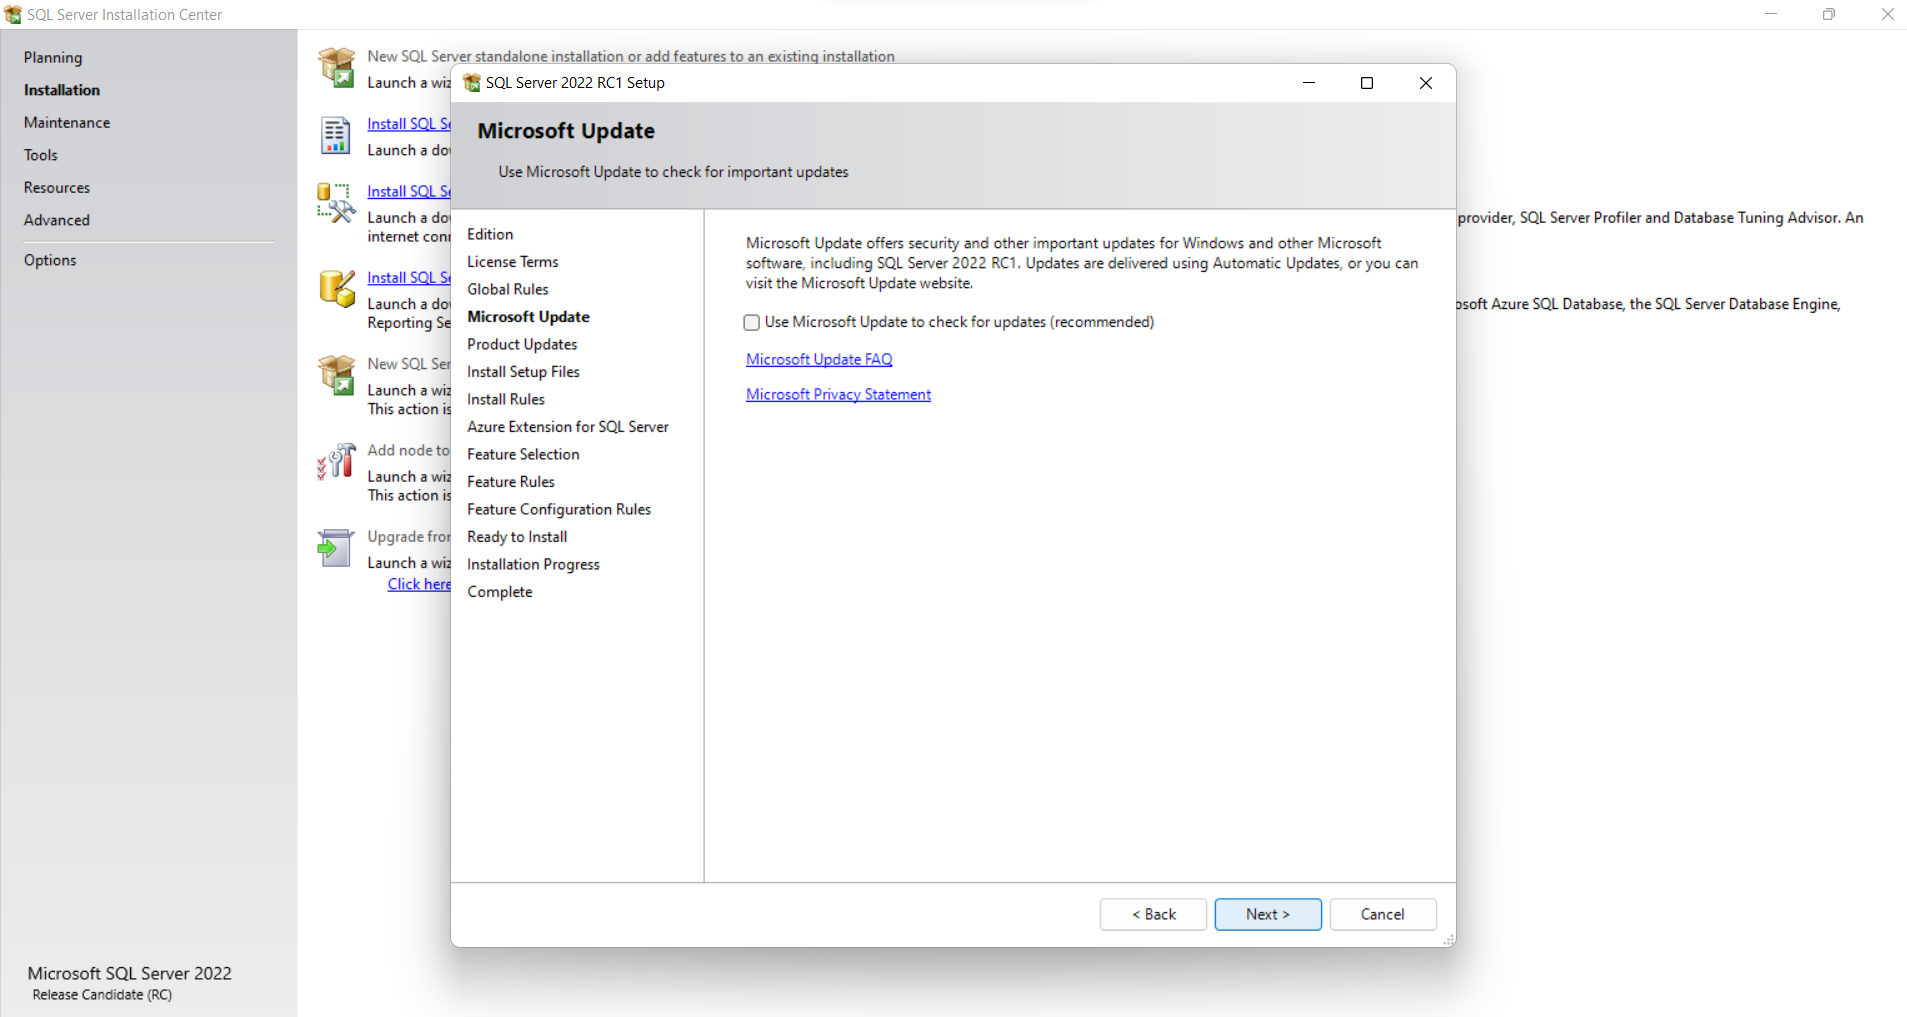 SQL Server Installation Center
Planning
Installation
Maintenance
Tools
Resources
Advanced
Options
Microsoft SQL Server 2022
Release Candidate (RC)
New SQL Server standalone installation or add features to an existing installation
Launch a wiz
Install SQL Se
Launch a do
Install SQL Se
Launch a do
internet conn
provider, SQL Server Profiler and Database Tuning Advisor. An
Install SQL Se
Launch a do
Reporting Se
osoft Azure SQL Database, the SQL Server Database Engine,
New SQL Ser
Launch a wiz
This action is
Add node to
Launch a wiz
This action is
Upgrade from
Launch a wiz
Click here
SQL Server 2022 RC1 Setup
Microsoft Update
Use Microsoft Update to check for important updates
Edition
License Terms
Global Rules
Microsoft Update
Product Updates
Install Setup Files
Install Rules
Azure Extension for SQL Server
Feature Selection
Feature Rules
Feature Configuration Rules
Ready to Install
Installation Progress
Complete
Microsoft Update offers security and other important updates for Windows and other Microsoft
software, including SQL Server 2022 RC1. Updates are delivered using Automatic Updates, or you can
visit the Microsoft Update website.
Use Microsoft Update to check for updates (recommended)
Microsoft Update FAQ
Microsoft Privacy Statement
< Back
Next >
Cancel